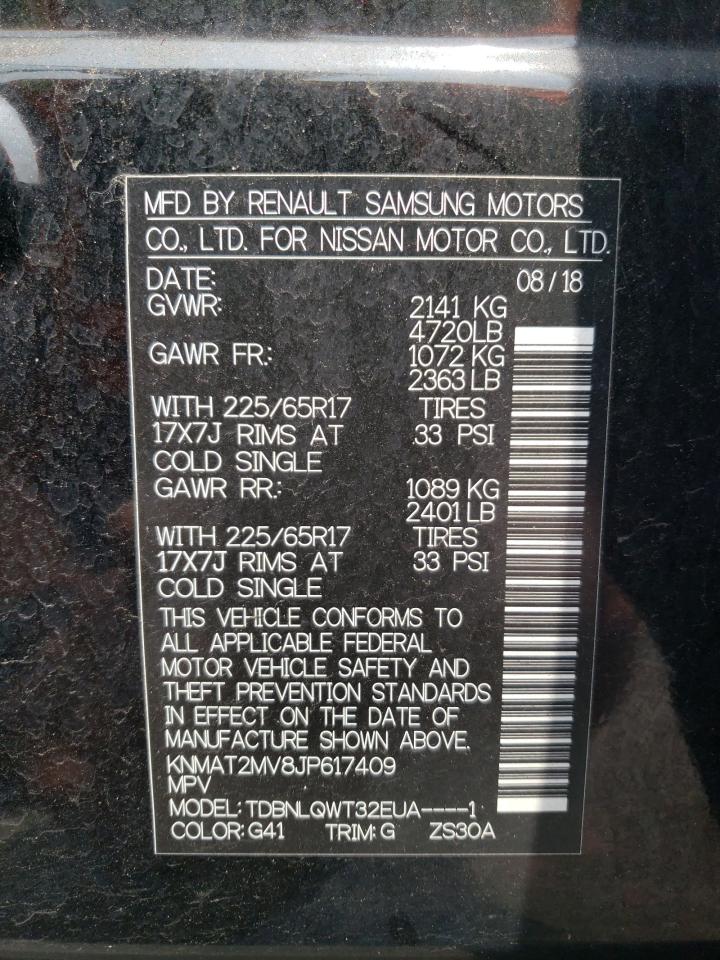 MFD BY RENAULT SAMSUNG MOTORS
CO., LTD. FOR NISSAN MOTOR CO., LTD.
DATE: 08/18
GVWR: 2141 KG
4720LB
GAWR FR.: 1072 KG
2363 LB
WITH 225/65R17 TIRES
17X7J RIMS AT 33 PSI
COLD SINGLE
GAWR RR.: 1089 KG
2401 LB
WITH 225/65R17 TIRES
17X7J RIMS AT 33 PSI
COLD SINGLE
THIS VEHICLE CONFORMS TO
ALL APPLICABLE FEDERAL
MOTOR VEHICLE SAFETY AND
THEFT PREVENTION STANDARDS
IN EFFECT ON THE DATE OF
MANUFACTURE SHOWN ABOVE.
KNMAT2MV8JP617409
MPV
MODEL: TDBNLQWT32EUA----1
COLOR: G41 TRIM: G ZS30A